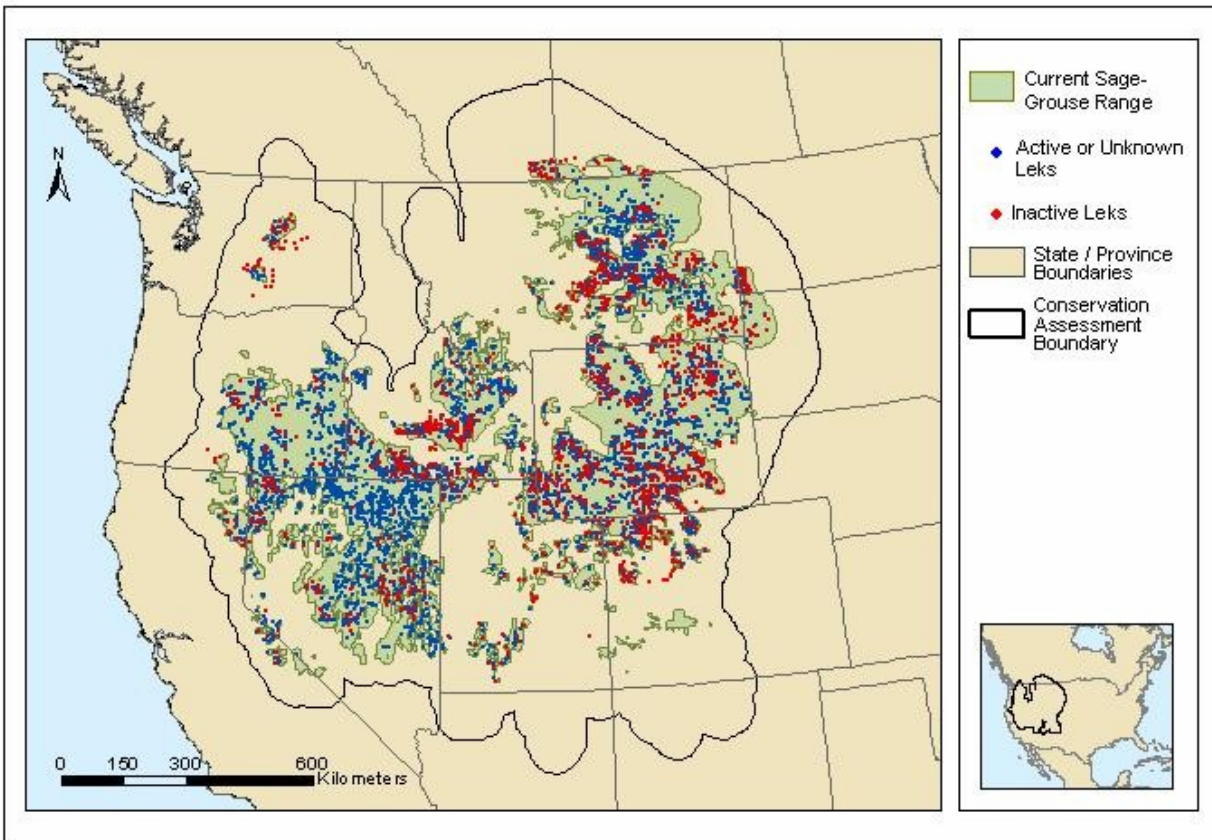 N
0 150 300 600
Kilometers
Current Sage-
Grouse Range
Active or Unknown
Leks
Inactive Leks
State / Province
Boundaries
Conservation
Assessment
Boundary